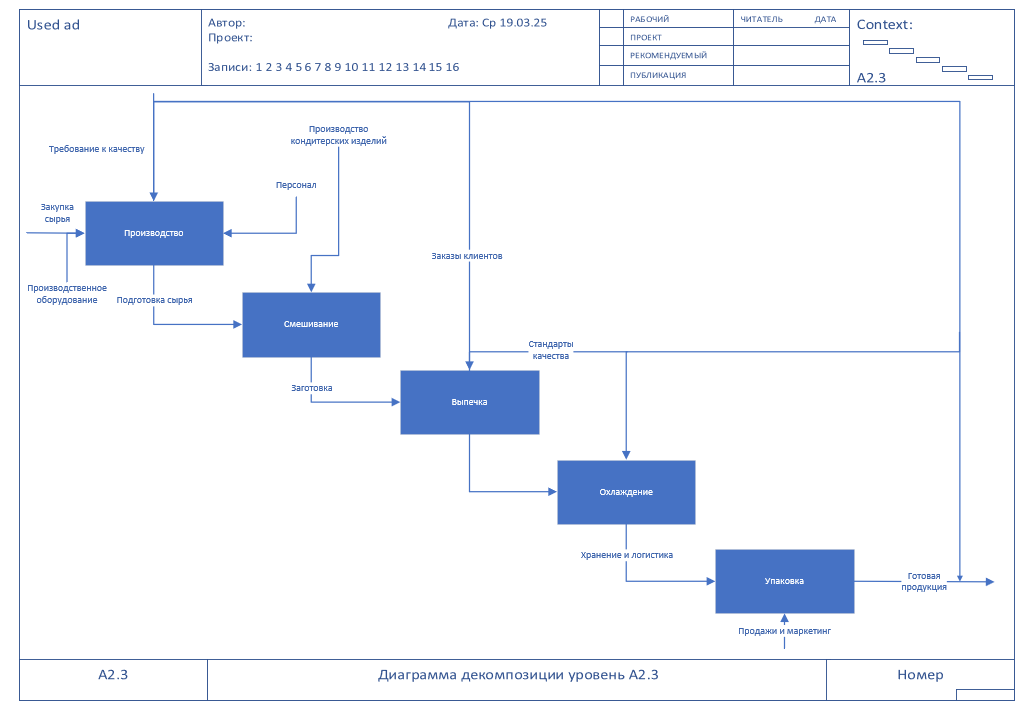 Used ad
Автор:
Дата: Ср 19.03.25
Проект:
Записи: 1 2 3 4 5 6 7 8 9 10 11 12 13 14 15 16
РАБОЧИЙ
ЧИТАТЕЛЬ
ДАТА
ПРОЕКТ
РЕКОМЕНДУЕМЫЙ
ПУБЛИКАЦИЯ
Context:
A2.3
Производство
кондитерских изделий
Требование к качеству
Персонал
Закупка
сырья
Производство
Заказы клиентов
Производственное
оборудование
Подготовка сырья
Смешивание
Стандарты
качества
Заготовка
Выпечка
Охлаждение
Хранение и логистика
Упаковка
Готовая
продукция
Продажи и маркетинг
A2.3
Диаграмма декомпозиции уровень A2.3
Номер